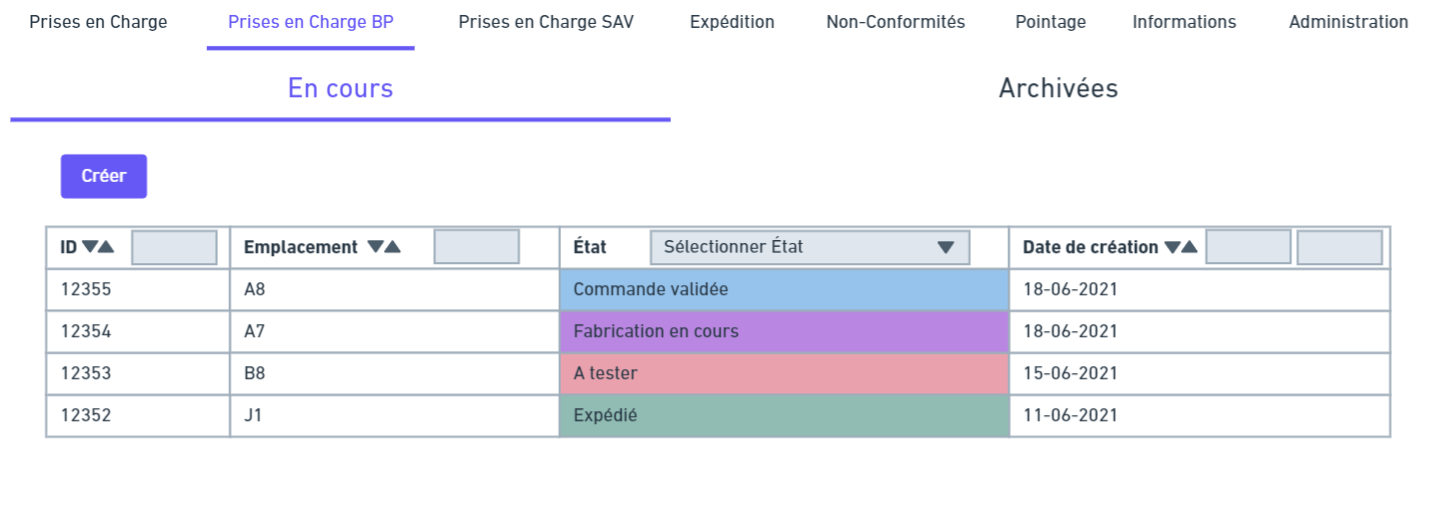 Prises en Charge Prises en Charge BP Prises en Charge SAV Expédition Non-Conformités Pointage Informations Administration
En cours Archivées
Créer
ID Emplacement État Sélectionner État Date de création
12355 A8 Commande validée 18-06-2021
12354 A7 Fabrication en cours 18-06-2021
12353 B8 A tester 15-06-2021
12352 J1 Expédié 11-06-2021